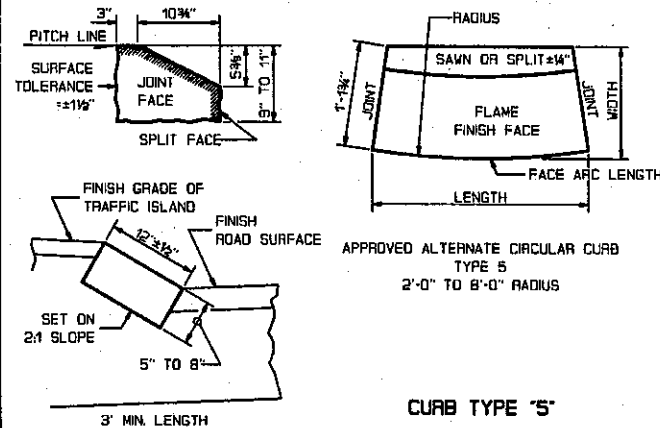 3"
10¾"
PITCH LINE
SURFACE
TOLERANCE
=±1½"
JOINT
FACE
5⅜"
9" TO 11"
SPLIT FACE
RADIUS
SAWN OR SPLIT±¼"
1'-1¾"
JOINT
FLAME
FINISH FACE
JOINT
WIDTH
FACE ARC LENGTH
LENGTH
APPROVED ALTERNATE CIRCULAR CURB
TYPE 5
2'-0" TO 8'-0" RADIUS
FINISH GRADE OF
TRAFFIC ISLAND
12"±½"
FINISH
ROAD SURFACE
SET ON
2:1 SLOPE
5" TO 8"
3' MIN. LENGTH
CURB TYPE "5"